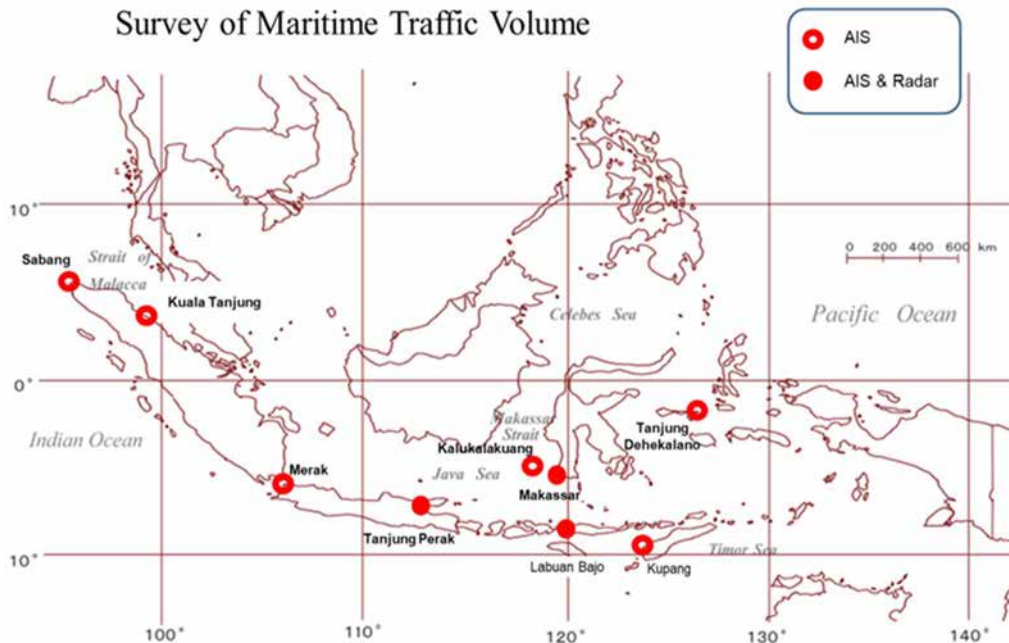 Survey of Maritime Traffic Volume
AIS
AIS & Radar
10°
0 200 400 600 km
Sabang
Strait of
Malacca
Kuala Tanjung
Celebes Sea
Pacific Ocean
0°
Indian Ocean
Makassar
Strait
Tanjung
Dehekalano
Kalukalakuang
Merak
Java Sea
Makassar
Tanjung Perak
Timor Sea
10°
Labuan Bajo
Kupang
100°
110°
120°
130°
140°